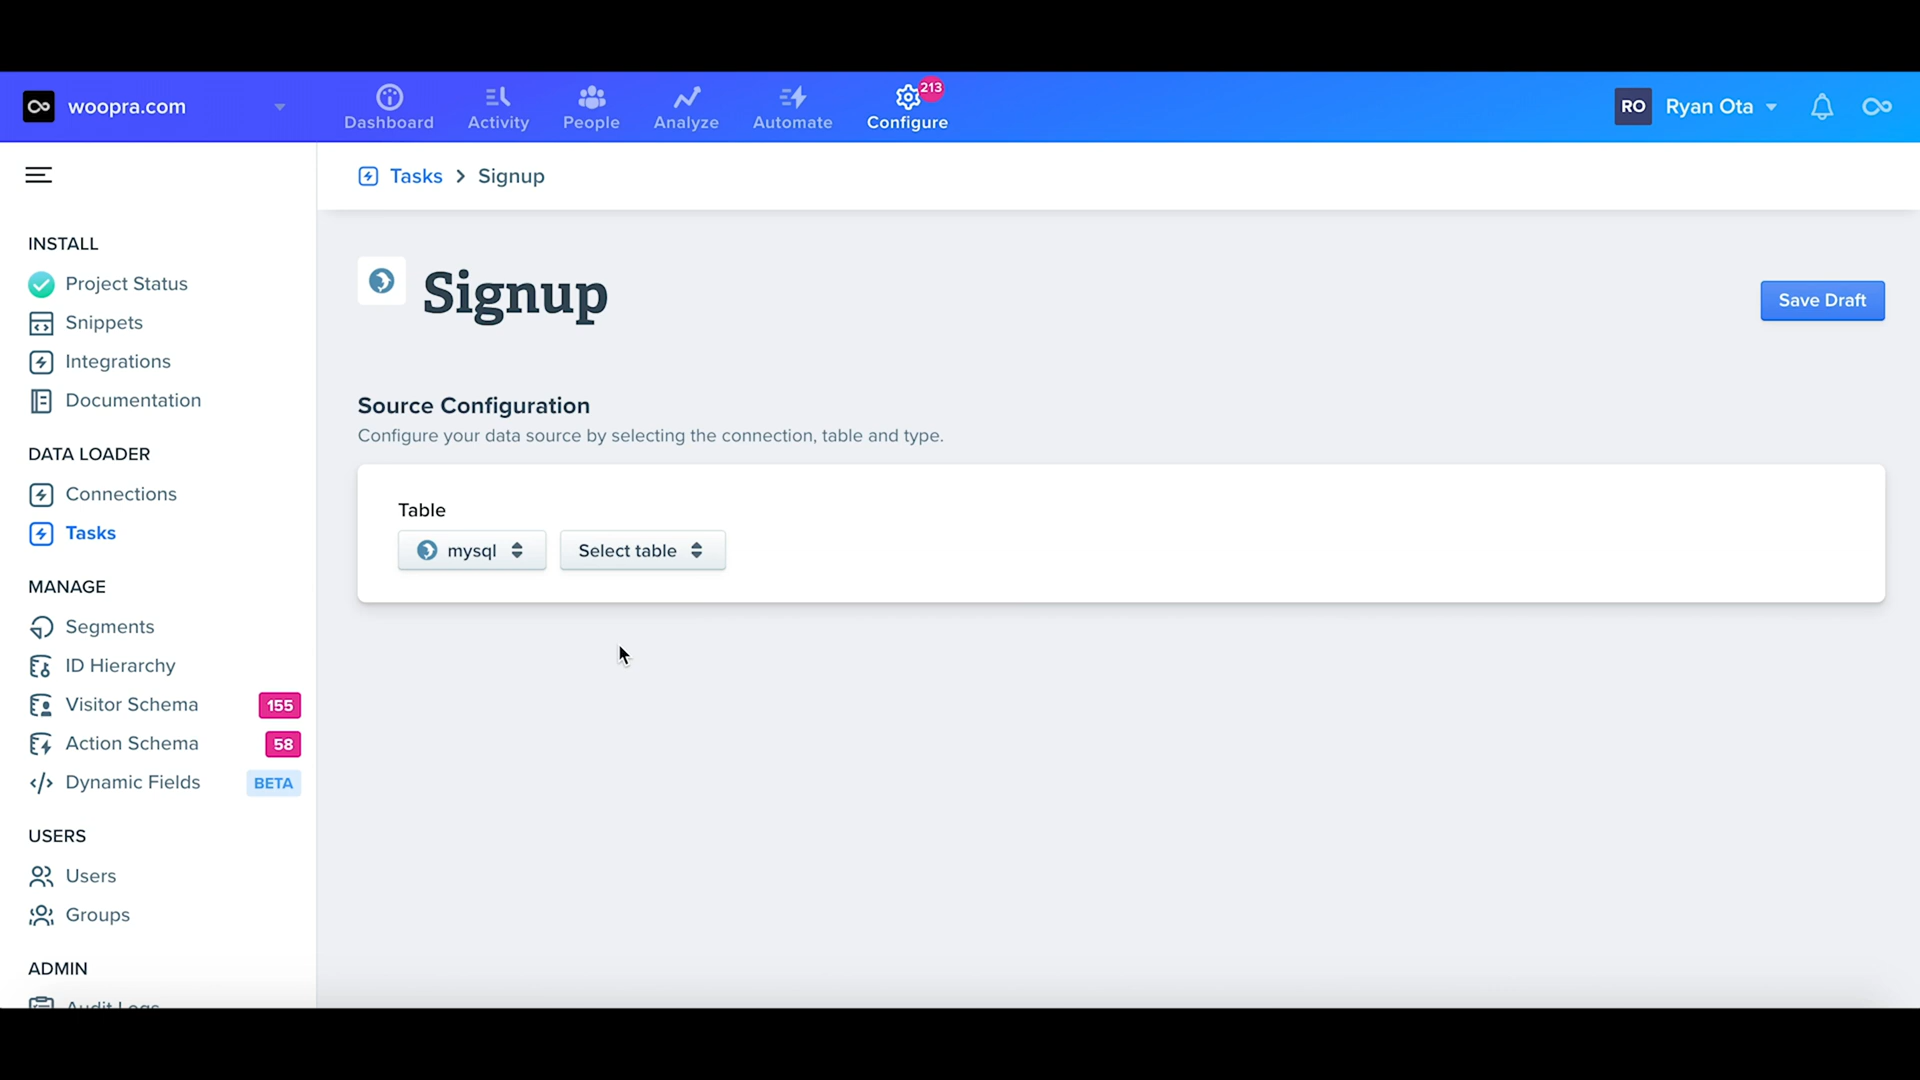 woopra.com
Dashboard
Activity
People
Analyze
Automate
213
Configure
RO Ryan Ota
Tasks > Signup
INSTALL
Project Status
Snippets
Integrations
Documentation
DATA LOADER
Connections
Tasks
MANAGE
Segments
ID Hierarchy
Visitor Schema 155
Action Schema 58
Dynamic Fields BETA
USERS
Users
Groups
ADMIN
Audit Logs
Signup
Save Draft
Source Configuration
Configure your data source by selecting the connection, table and type.
Table
mysql
Select table